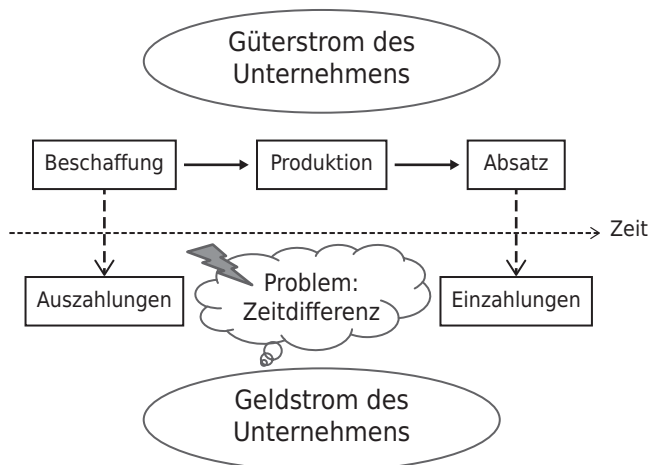 Güterstrom des
Unternehmens
Beschaffung
Produktion
Absatz
Zeit
Auszahlungen
Problem:
Zeitdifferenz
Einzahlungen
Geldstrom des
Unternehmens